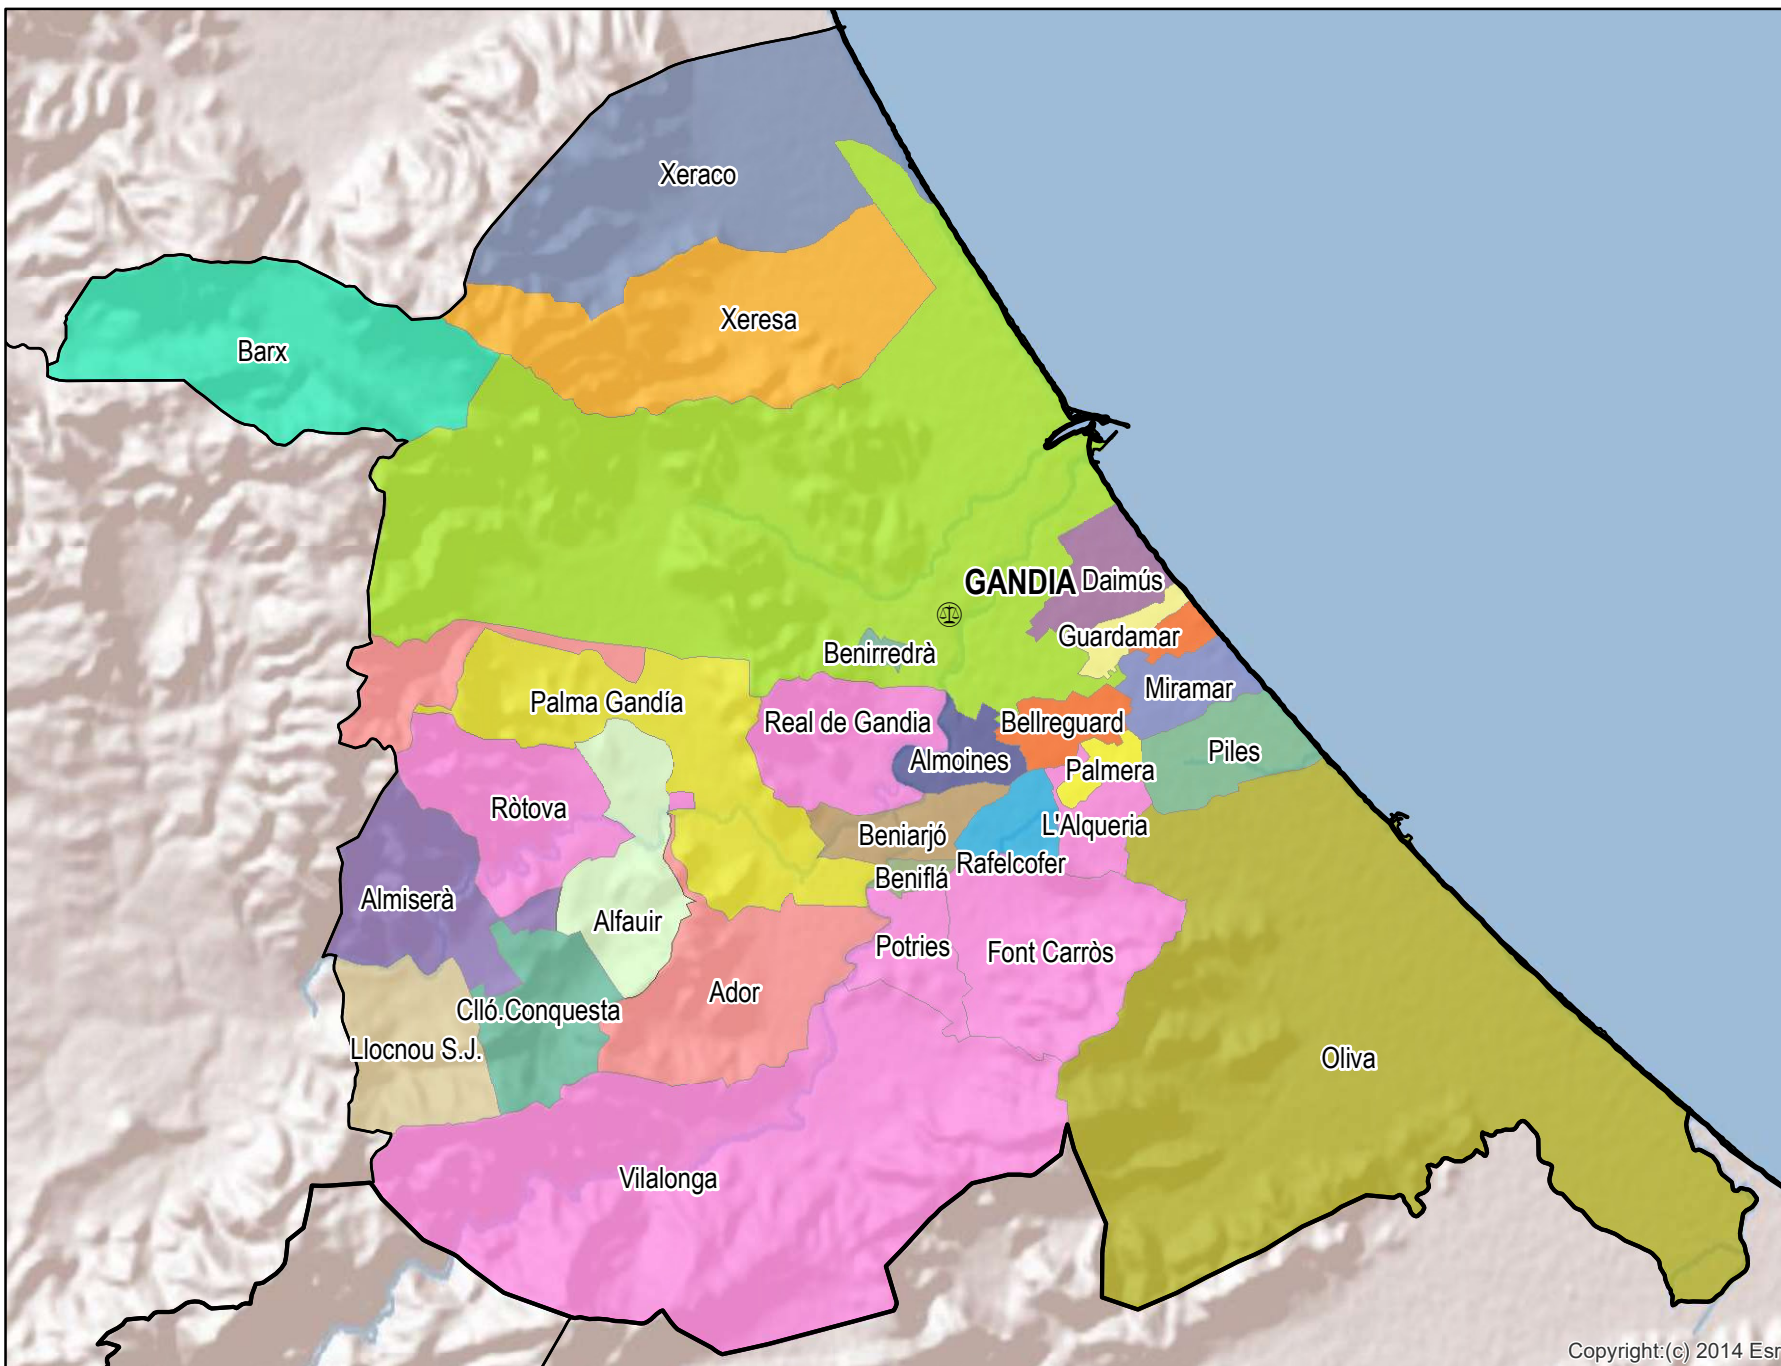 Xeraco
Xeresa
Barx
GANDIA
Daimús
Guardamar
Benirredrà
Miramar
Palma Gandía
Real de Gandia
Bellreguard
Almoines
Piles
Palmera
Ròtova
L'Alqueria
Beniarjó
Rafelcofer
Beniflá
Almiserà
Alfauir
Potries
Font Carròs
Ador
Clló.Conquesta
Llocnou S.J.
Oliva
Vilalonga
Copyright:(c) 2014 Esr